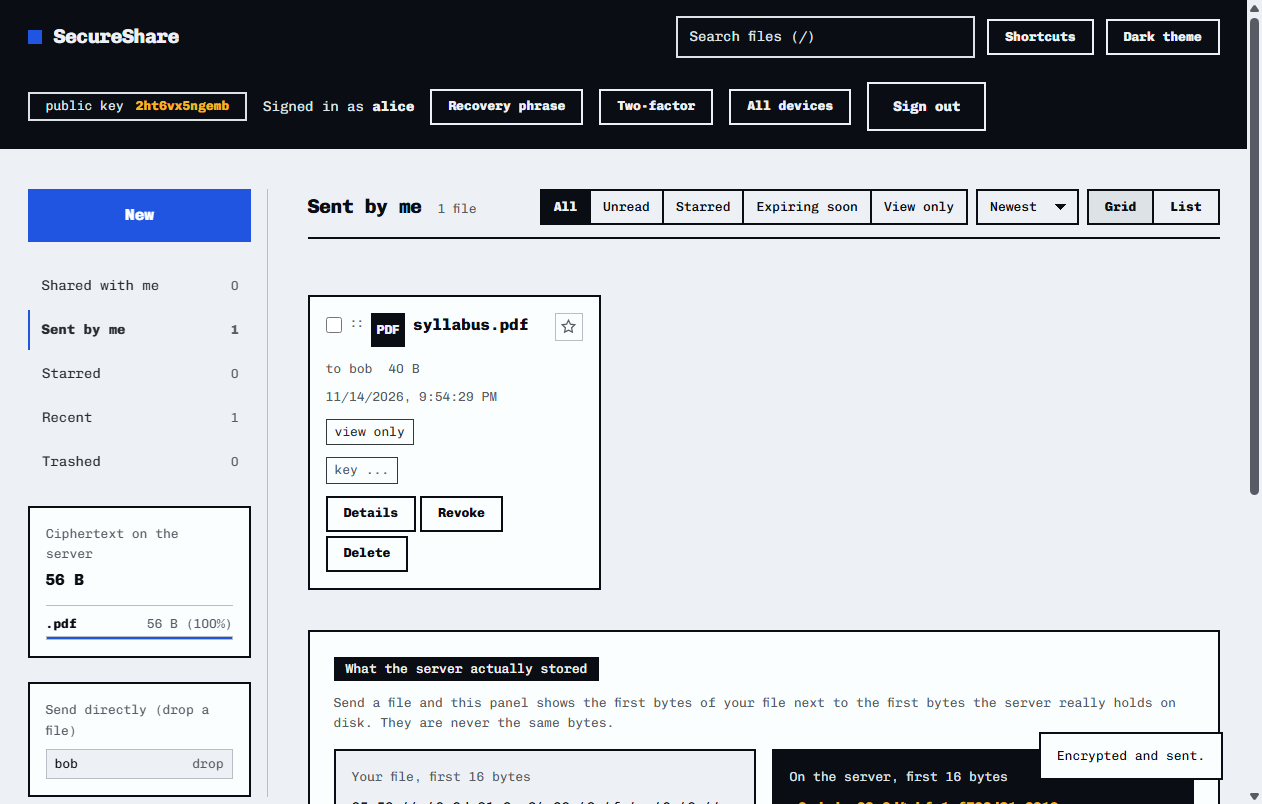 SecureShare
Search files (/)
Shortcuts
Dark theme
public key 2ht6vx5ngemb
Signed in as alice
Recovery phrase
Two-factor
All devices
Sign out
New
Shared with me 0
Sent by me 1
Starred 0
Recent 1
Trashed 0
Ciphertext on the
server
56 B
.pdf 56 B (100%)
Send directly (drop a
file)
bob drop
Sent by me 1 file
All
Unread
Starred
Expiring soon
View only
Newest
Grid
List
:: PDF syllabus.pdf
to bob 40 B
11/14/2026, 9:54:29 PM
view only
key ...
Details
Revoke
Delete
What the server actually stored
Send a file and this panel shows the first bytes of your file next to the first bytes the server really holds on
disk. They are never the same bytes.
Your file, first 16 bytes
On the server, first 16 bytes
Encrypted and sent.